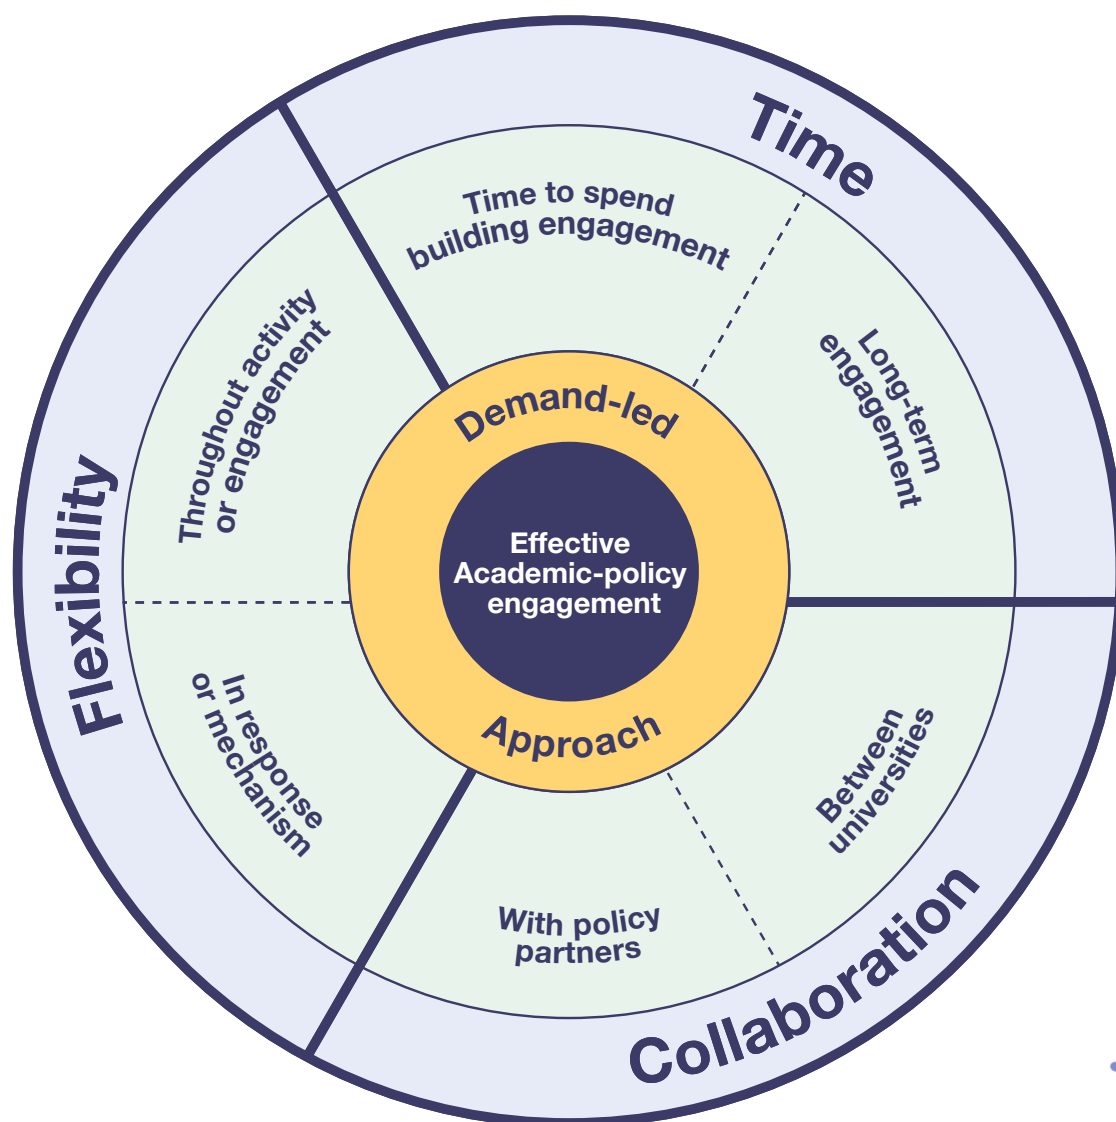 Time
Time to spend
building engagement
Long-term
engagement
Throughout activity
or engagement
Flexibility
In response
or mechanism
Demand-led
Approach
Effective
Academic-policy
engagement
Between
universities
With policy
partners
Collaboration